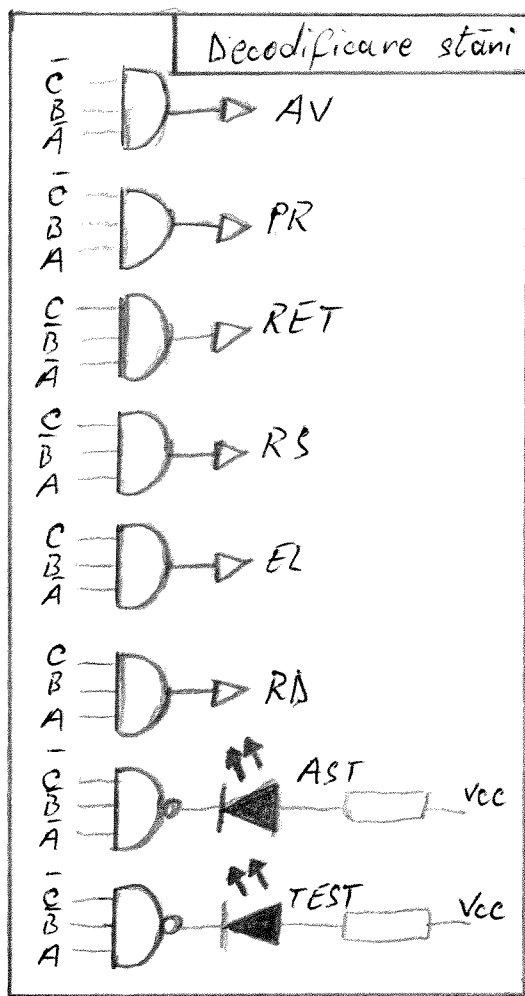 Decodificare stări
C̄
B
Ā
AV
C̄
B
A
PR
C
B̄
Ā
RET
C
B̄
A
RS
C
B
Ā
EL
C
B
A
RD
C̄
B̄
Ā
AST
Vcc
C̄
B̄
A
TEST
Vcc